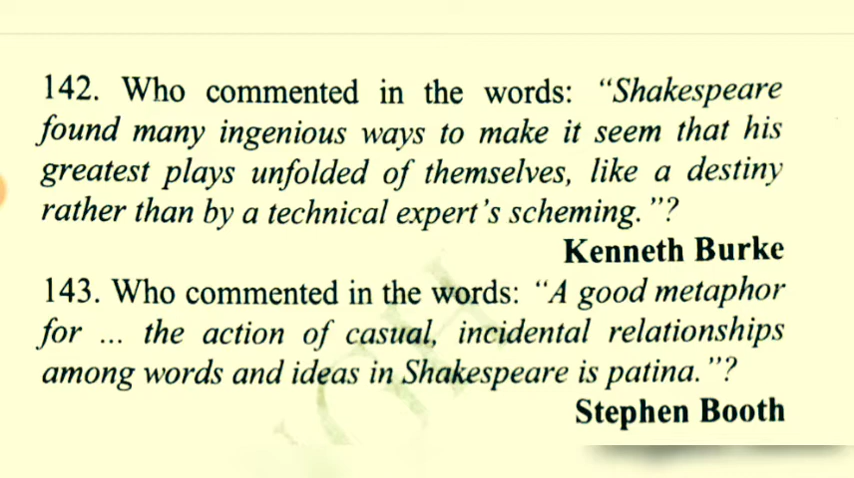 142. Who commented in the words: “Shakespeare
found many ingenious ways to make it seem that his
greatest plays unfolded of themselves, like a destiny
rather than by a technical expert’s scheming.”?
Kenneth Burke
143. Who commented in the words: “A good metaphor
for ... the action of casual, incidental relationships
among words and ideas in Shakespeare is patina.”?
Stephen Booth